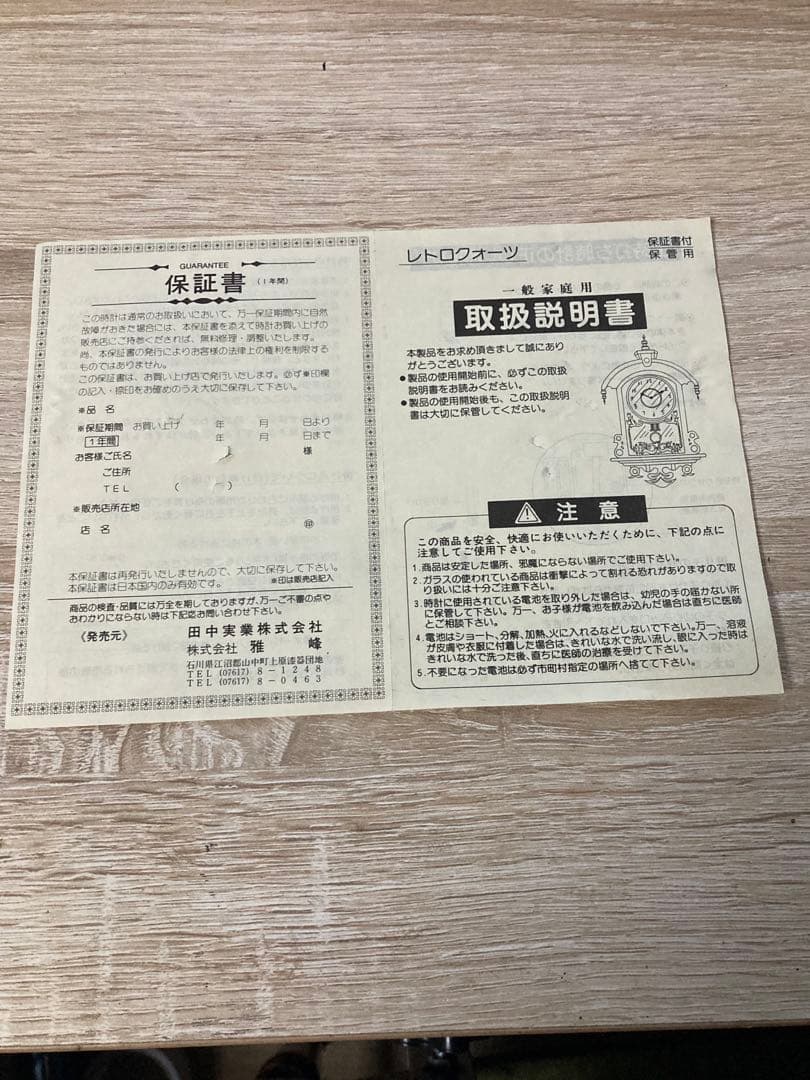 GUARANTEE
保証書 (1年間)
この時計は通常のお取扱いにおいて、万一保証期間内に自然
故障がおきた場合には、本保証書を添えて時計お買い上げの
販売店にご持参くだされば、無料修理・調整いたします。
尚、本保証書の発行によりお客様の法律上の権利を制限する
ものではありません。
この保証書は、お買い上げ店で発行いたします。必ず※印欄
の記入・捺印をお確めのうえ大切に保存して下さい。
※品 名
※保証期間 お買い上げ 年 月 日より
1年間 年 月 日まで
お客様ご氏名 様
ご住所
TEL ( − )
※販売店所在地
店 名 ㊞
本保証書は再発行いたしませんので、大切に保存して下さい。
本保証書は日本国内のみ有効です。 ※印は販売店記入
商品の検査・品質には万全を期しておりますが、万一ご不審の点や
おわかりにならない時は下記迄お問い合わせ下さい。
《発売元》 田中実業株式会社
株式会社 雅峰
石川県江沼郡山中町上原漆器団地
TEL (07617) 8-1248
TEL (07617) 8-0463
レトロクォーツ
保証書付
保管用
一般家庭用
取扱説明書
本製品をお求め頂きまして誠にあり
がとうございます。
●製品の使用開始前に、必ずこの取扱
説明書をお読みください。
●製品の使用開始後も、この取扱説明
書は大切に保管してください。
注意
この商品を安全、快適にお使いいただくために、下記の点に
注意してご使用下さい。
1.商品は安定した場所、邪魔にならない場所でご使用下さい。
2.ガラスの使われている商品は衝撃によって割れる恐れがありますので取
り扱いには十分ご注意下さい。
3.時計に使用されている電池を取り外した場合は、幼児の手の届かない所
に保管して下さい。万一、お子様が電池を飲み込んだ場合は直ちに医師
とご相談下さい。
4.電池はショート、分解、加熱、火に入れるなどしないで下さい。万一、溶液
が皮膚や衣服に付着した場合は、きれいな水で洗い流し、眼に入った時は
きれいな水で洗った後、直ちに医師の治療を受けて下さい。
5.不要になった電池は必ず市町村指定の場所へ捨てて下さい。